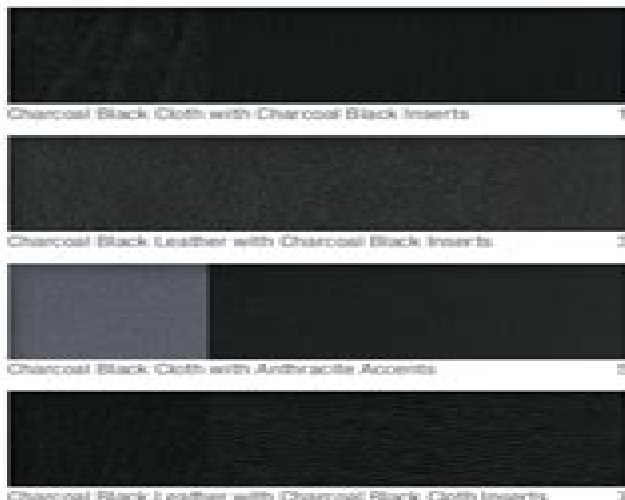 Charcoal Black Cloth with Charcoal Black Inserts 1
Charcoal Black Leather with Charcoal Black Inserts
Charcoal Black Cloth with Anthracite Accents
Charcoal Black Leather with Charcoal Black Cloth Inserts